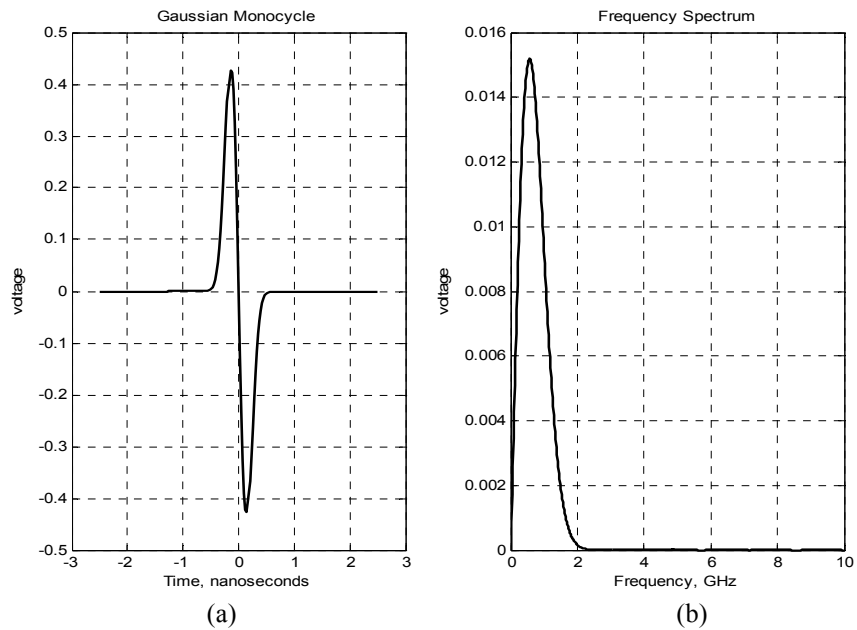 Gaussian Monocycle
0.5
0.4
0.3
0.2
0.1
0
-0.1
-0.2
-0.3
-0.4
-0.5
voltage
-3 -2 -1 0 1 2 3
Time, nanoseconds
(a)
Frequency Spectrum
0.016
0.014
0.012
0.01
0.008
0.006
0.004
0.002
0
voltage
0 2 4 6 8 10
Frequency, GHz
(b)